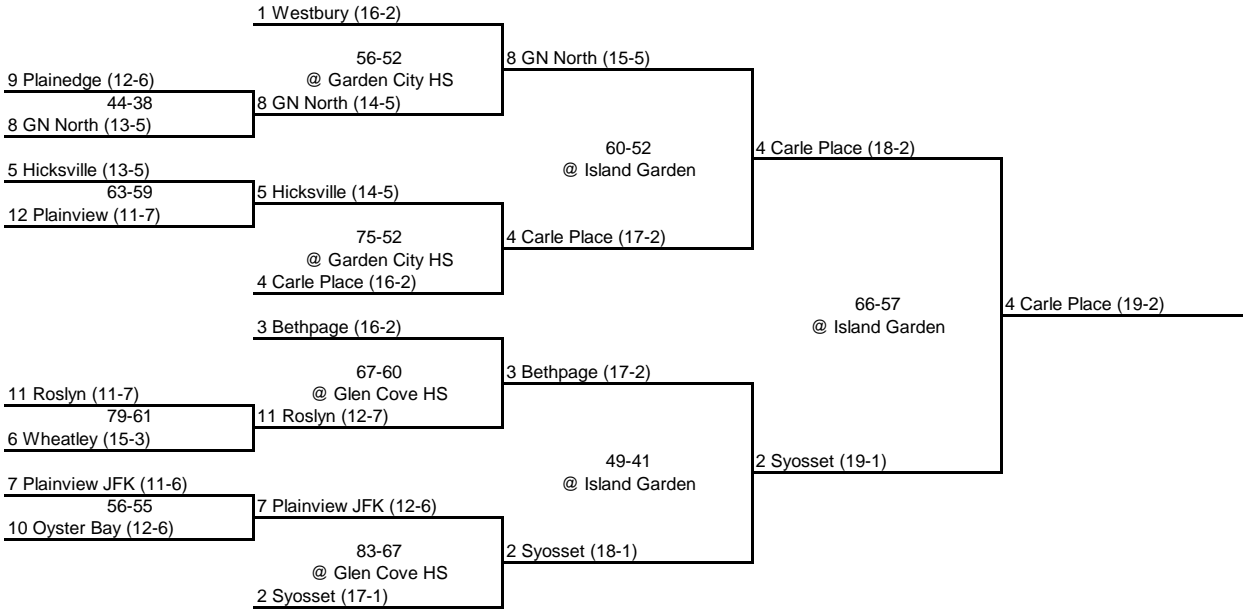 1 Westbury (16-2)
56-52
@ Garden City HS
8 GN North (15-5)
9 Plainedge (12-6)
44-38
8 GN North (14-5)
8 GN North (13-5)
60-52
@ Island Garden
4 Carle Place (18-2)
5 Hicksville (13-5)
63-59
5 Hicksville (14-5)
12 Plainview (11-7)
75-52
@ Garden City HS
4 Carle Place (17-2)
4 Carle Place (16-2)
66-57
@ Island Garden
4 Carle Place (19-2)
3 Bethpage (16-2)
67-60
@ Glen Cove HS
3 Bethpage (17-2)
11 Roslyn (11-7)
79-61
11 Roslyn (12-7)
6 Wheatley (15-3)
49-41
@ Island Garden
2 Syosset (19-1)
7 Plainview JFK (11-6)
56-55
7 Plainview JFK (12-6)
10 Oyster Bay (12-6)
83-67
@ Glen Cove HS
2 Syosset (18-1)
2 Syosset (17-1)